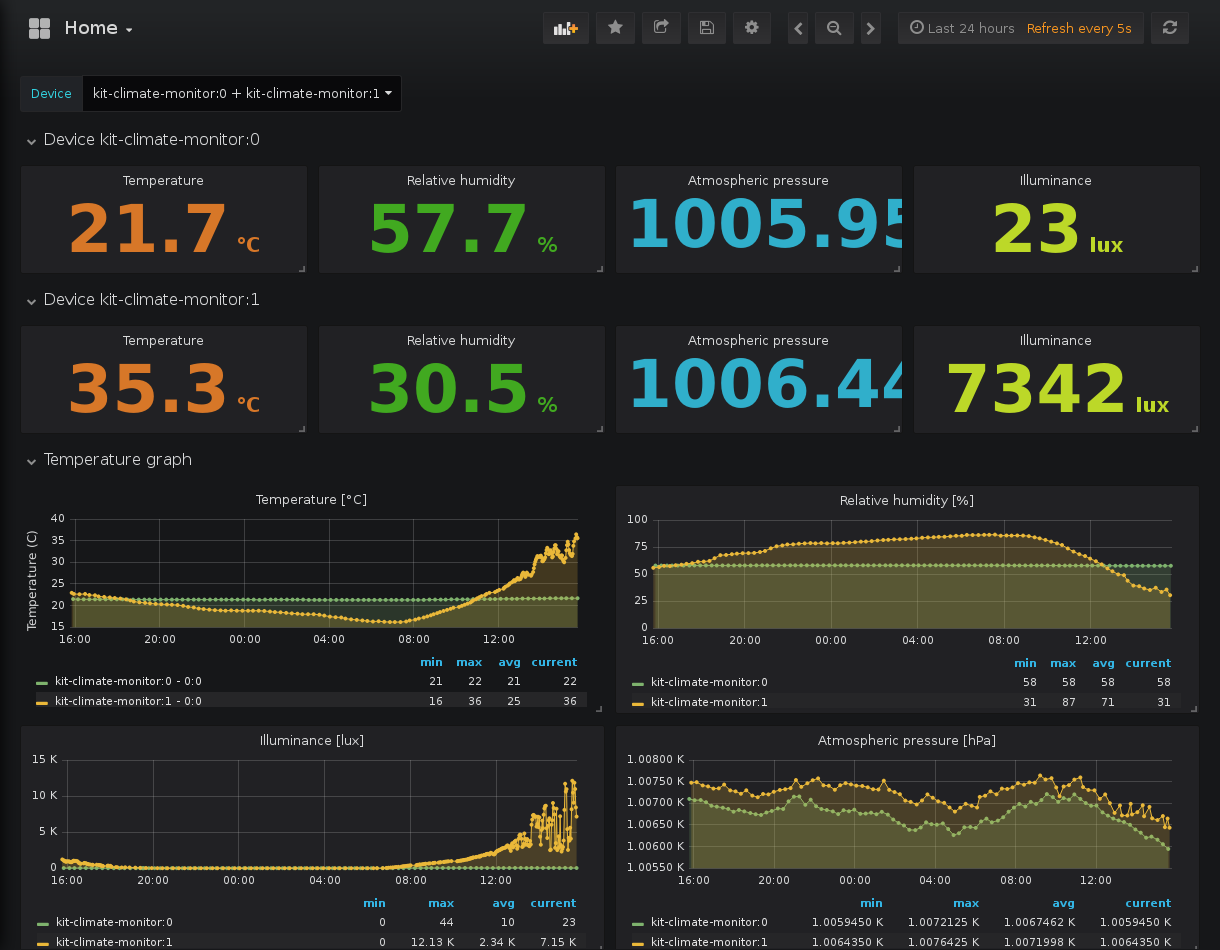 Home
Last 24 hours Refresh every 5s
Device kit-climate-monitor:0 + kit-climate-monitor:1
Device kit-climate-monitor:0
Temperature Relative humidity Atmospheric pressure Illuminance
21.7 °C 57.7 % 1005.95 23 lux
Device kit-climate-monitor:1
Temperature Relative humidity Atmospheric pressure Illuminance
35.3 °C 30.5 % 1006.44 7342 lux
Temperature graph
Temperature [°C]
Temperature (C)
40
35
30
25
20
15
16:00 20:00 00:00 04:00 08:00 12:00
min max avg current
kit-climate-monitor:0 - 0:0 21 22 21 22
kit-climate-monitor:1 - 0:0 16 36 25 36
Relative humidity [%]
100
75
50
25
0
16:00 20:00 00:00 04:00 08:00 12:00
min max avg current
kit-climate-monitor:0 58 58 58 58
kit-climate-monitor:1 31 87 71 31
Illuminance [lux]
15 K
10 K
5 K
0
16:00 20:00 00:00 04:00 08:00 12:00
min max avg current
kit-climate-monitor:0 0 44 10 23
kit-climate-monitor:1 0 12.13 K 2.34 K 7.15 K
Atmospheric pressure [hPa]
1.00800 K
1.00750 K
1.00700 K
1.00650 K
1.00600 K
1.00550 K
16:00 20:00 00:00 04:00 08:00 12:00
min max avg current
kit-climate-monitor:0 1.0059450 K 1.0072125 K 1.0067462 K 1.0059450 K
kit-climate-monitor:1 1.0064350 K 1.0076425 K 1.0071998 K 1.0064350 K